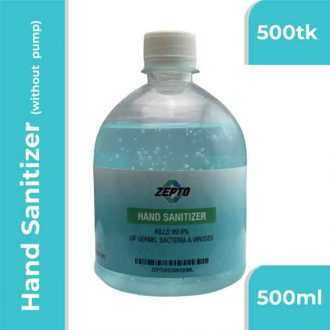 Hand Sanitizer (without pump)
500tk
ZEPTO
HAND SANITIZER
KILLS 99.9%
OF GERMS, BACTERIA & VIRUSES
500ml